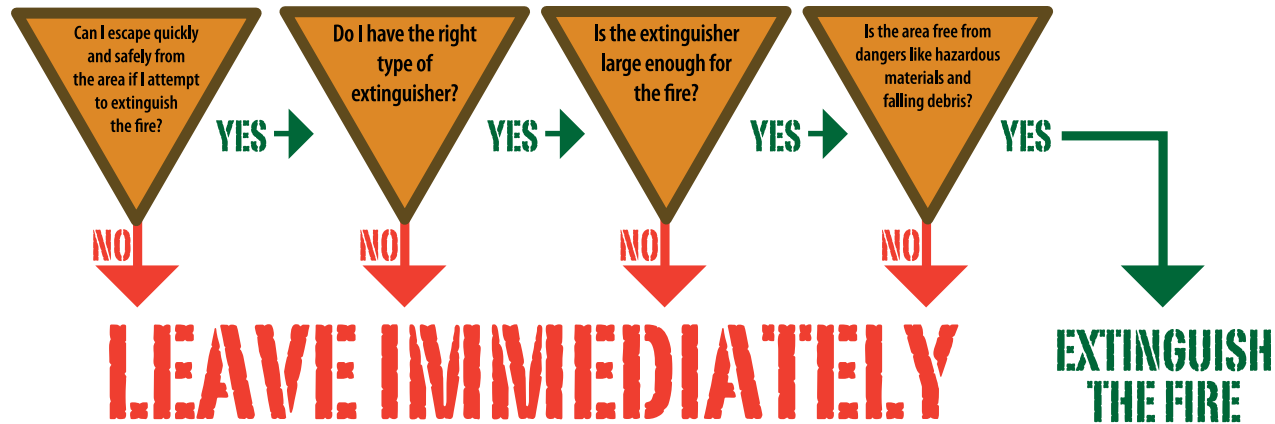 Can I escape quickly
and safely from
the area if I attempt
to extinguish
the fire?
YES
NO
Do I have the right
type of
extinguisher?
YES
NO
Is the extinguisher
large enough for
the fire?
YES
NO
Is the area free from
dangers like hazardous
materials and
falling debris?
YES
NO
LEAVE IMMEDIATELY
EXTINGUISH
THE FIRE